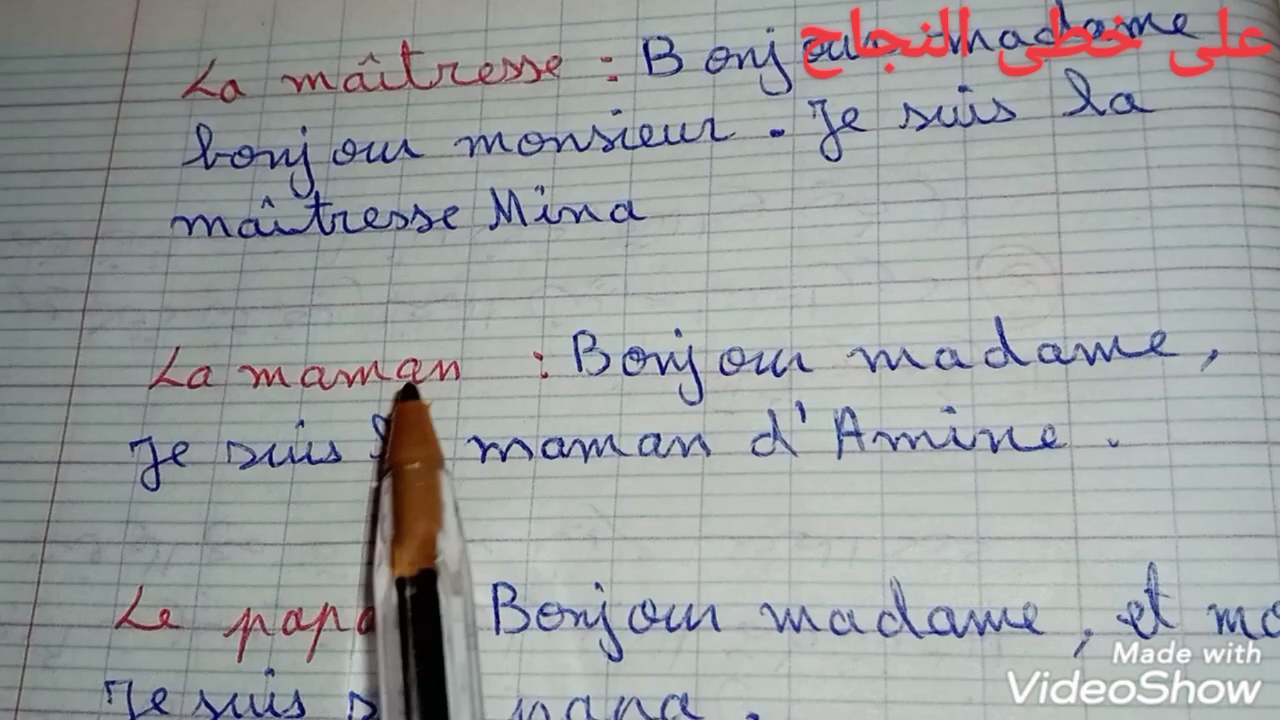 على خطى النجاح
La maîtresse : Bonjour madame
bonjour monsieur . Je suis la
maîtresse Mina
La maman : Bonjour madame,
Je suis maman d'Amine .
Le Bonjour madame, et
Je suis papa .
Made with
VideoShow